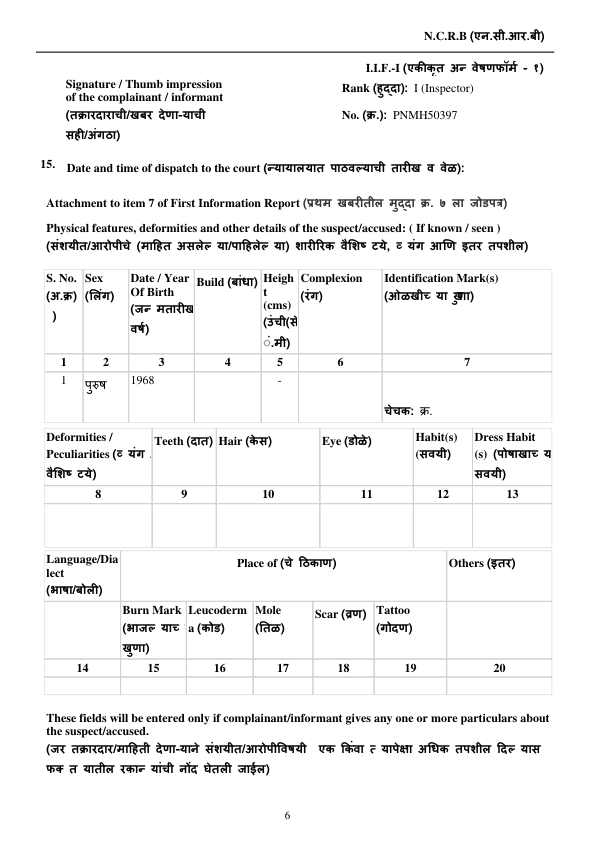 N.C.R.B (एन.सी.आर.बी)
I.I.F.-I (एकीकृत अन्वेषणफॉर्म - १)
Signature / Thumb impression
of the complainant / informant
(तक्रारदाराची/खबर देणा-याची
सही/अंगठा)
Rank (हुद्दा): I (Inspector)
No. (क्र.): PNMH50397
15. Date and time of dispatch to the court (न्यायालयात पाठवल्याची तारीख व वेळ):
Attachment to item 7 of First Information Report (प्रथम खबरीतील मुद्दा क्र. ७ ला जोडपत्र)
Physical features, deformities and other details of the suspect/accused: ( If known / seen )
(संशयीत/आरोपीचे (माहित असलेल्या/पाहिलेल्या) शारीरिक वैशिष्टये, व्यंग आणि इतर तपशील)
S. No.
(अ.क्र)
)
Sex
(लिंग)
Date / Year
Of Birth
(जन्मतारीख
वर्ष)
Build (बांधा)
Heigh
t
(cms)
(उंची(से
ं.मी)
Complexion
(रंग)
Identification Mark(s)
(ओळखीच्या खुणा)
1 2 3 4 5 6 7
1 पुरुष 1968 -
चेचक: क्र.
Deformities /
Peculiarities (व्यंग
वैशिष्टये)
Teeth (दात)
Hair (केस)
Eye (डोळे)
Habit(s)
(सवयी)
Dress Habit
(s) (पोषाखाच्य
सवयी)
8 9 10 11 12 13
Language/Dia
lect
(भाषा/बोली)
Place of (चे ठिकाण)
Others (इतर)
Burn Mark
(भाजल्याच
खुणा)
Leucoderm
a (कोड)
Mole
(तिळ)
Scar (व्रण)
Tattoo
(गोदण)
14 15 16 17 18 19 20
These fields will be entered only if complainant/informant gives any one or more particulars about
the suspect/accused.
(जर तक्रारदार/माहिती देणा-याने संशयीत/आरोपीविषयी एक किंवा त्यापेक्षा अधिक तपशील दिल्यास
फक्त यातील रकान्यांची नोंद घेतली जाईल)
6